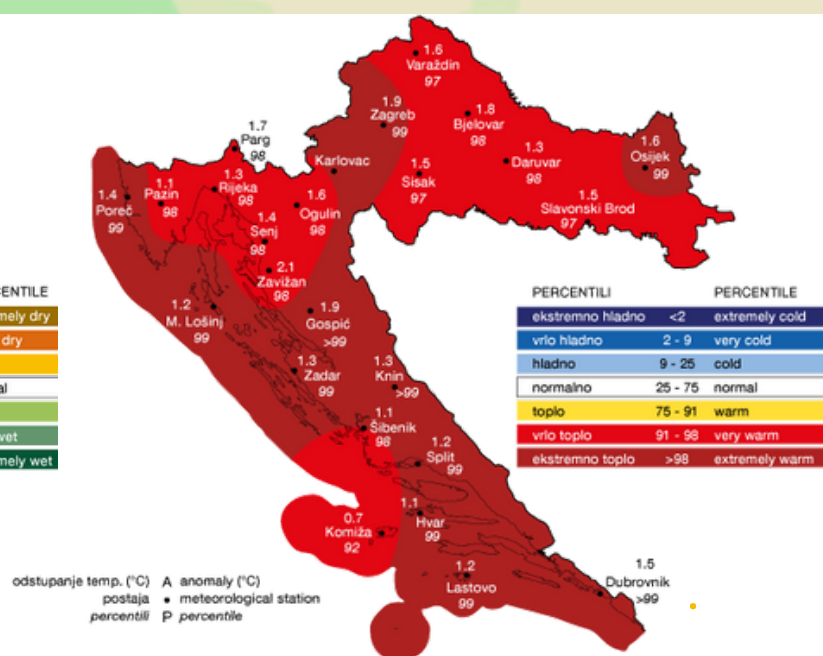 1.6
Varaždin
97
1.9
Zagreb
99
1.8
Bjelovar
98
1.7
Parg
98
1.6
Osijek
99
Karlovac
1.3
Daruvar
98
1.5
Sisak
97
1.3
Rijeka
98
1.1
Pazin
98
1.4
Poreč
99
1.6
Ogulin
98
1.5
Slavonski Brod
97
1.4
Senj
98
2.1
Zavižan
98
1.2
M. Lošinj
99
1.9
Gospić
>99
1.3
Zadar
99
1.3
Knin
>99
1.1
Šibenik
98
1.2
Split
99
1.1
Hvar
99
0.7
Komiža
92
1.2
Lastovo
99
1.5
Dubrovnik
>99
CENTILE
mely dry
dry
al
wet
mely wet
PERCENTILI PERCENTILE
ekstremno hladno <2 extremely cold
vrlo hladno 2 - 9 very cold
hladno 9 - 25 cold
normalno 25 - 75 normal
toplo 75 - 91 warm
vrlo toplo 91 - 98 very warm
ekstremno toplo >98 extremely warm
odstupanje temp. (°C) A anomaly (°C)
postaja • meteorological station
percentili P percentile